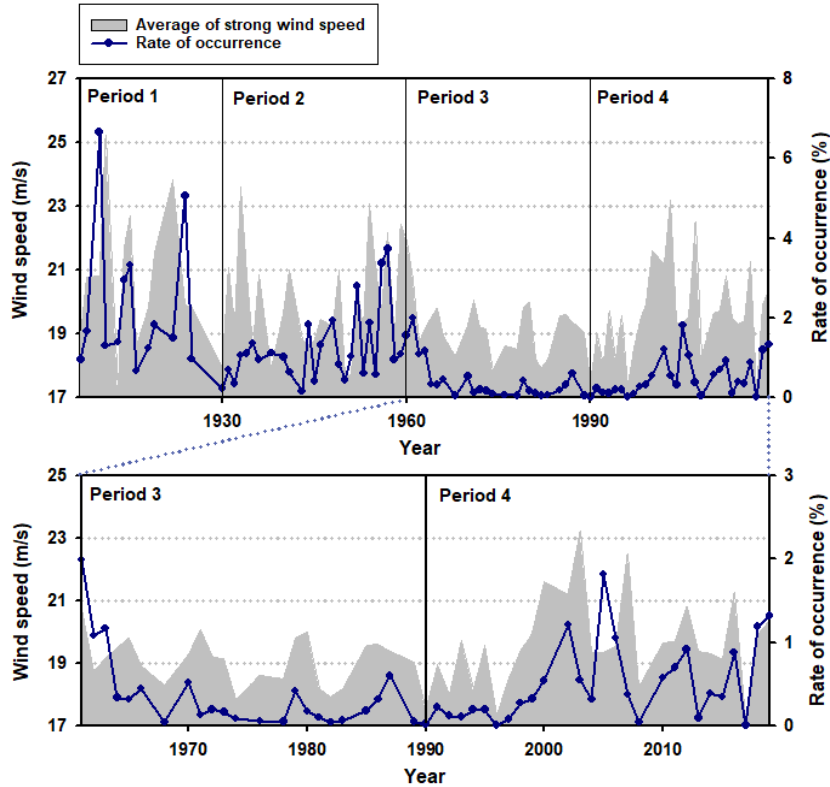 Average of strong wind speed
Rate of occurrence
27 8
Period 1 Period 2 Period 3 Period 4
25
6
23
21 4
19 2
17 0
1930 1960 1990
Year
Wind speed (m/s)
Rate of occurrence (%)
25 3
Period 3 Period 4
23
2
21
19 1
17 0
1970 1980 1990 2000 2010
Year
Wind speed (m/s)
Rate of occurrence (%)